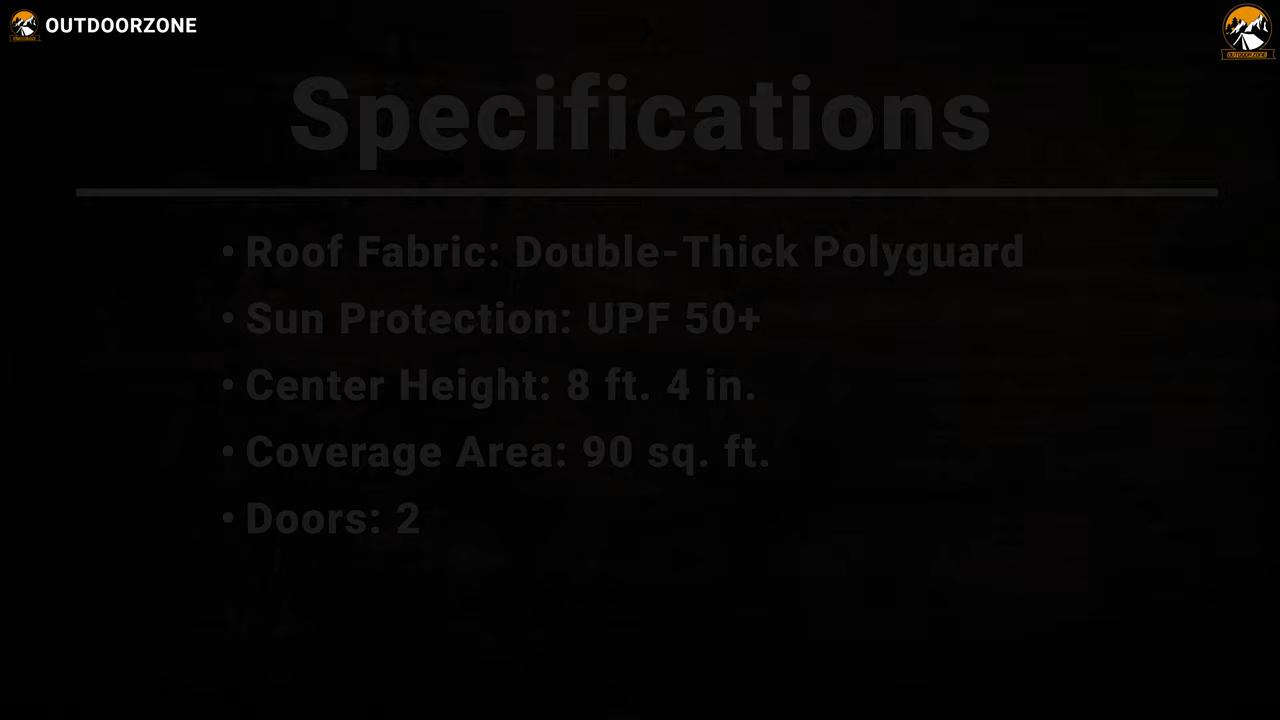 OUTDOORZONE
OUTDOORZONE
Specifications
• Roof Fabric: Double-Thick Polyguard
• Sun Protection: UPF 50+
• Center Height: 8 ft. 4 in.
• Coverage Area: 90 sq. ft.
• Doors: 2